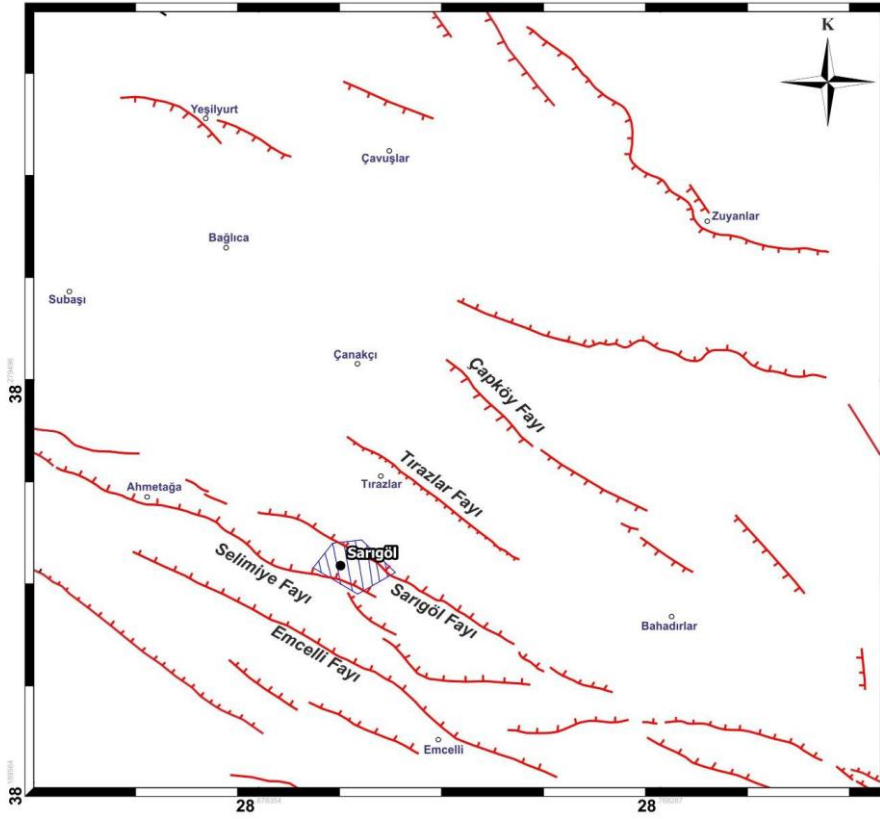 K
Yeşilyurt
Çavuşlar
Zuyanlar
Bağlıca
Subaşı
Çanakçı
Çapköy Fayı
38
Tırazlar Fayı
Tırazlar
Ahmetağa
Sarıgöl
Selimiye Fayı
Sarıgöl Fayı
Bahadırlar
Emcelli Fayı
Emcelli
38
28
28